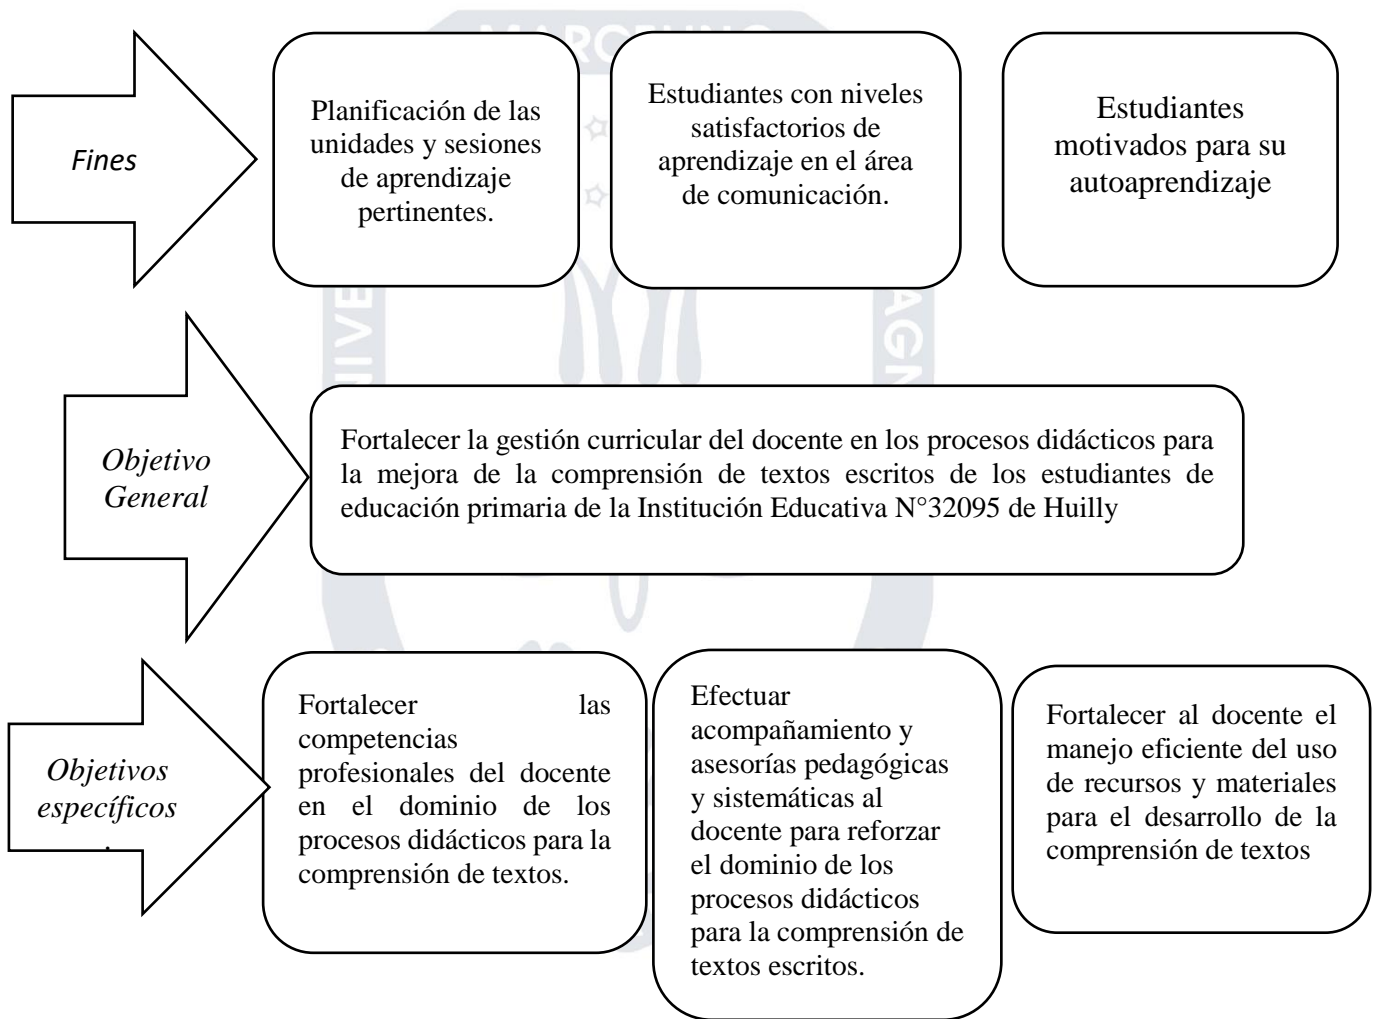 MARCELINO
UNIVE
AGN
Fines
Planificación de las
unidades y sesiones
de aprendizaje
pertinentes.
Estudiantes con niveles
satisfactorios de
aprendizaje en el área
de comunicación.
Estudiantes
motivados para su
autoaprendizaje
Objetivo
General
Fortalecer la gestión curricular del docente en los procesos didácticos para
la mejora de la comprensión de textos escritos de los estudiantes de
educación primaria de la Institución Educativa N°32095 de Huilly
Objetivos
específicos
.
Fortalecer las
competencias
profesionales del docente
en el dominio de los
procesos didácticos para la
comprensión de textos.
Efectuar
acompañamiento y
asesorías pedagógicas
y sistemáticas al
docente para reforzar
el dominio de los
procesos didácticos
para la comprensión de
textos escritos.
Fortalecer al docente el
manejo eficiente del uso
de recursos y materiales
para el desarrollo de la
comprensión de textos